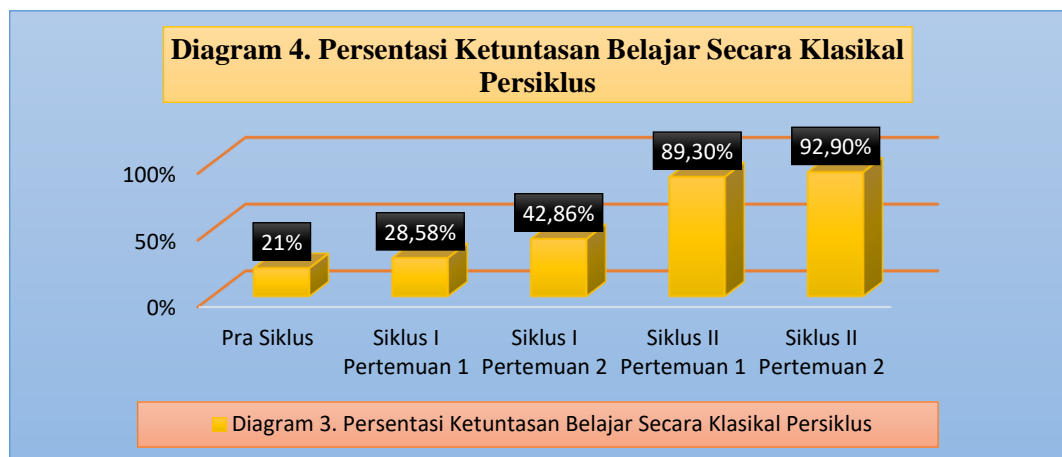 Diagram 4. Persentasi Ketuntasan Belajar Secara Klasikal
Persiklus
89,30%
92,90%
42,86%
28,58%
21%
100%
50%
0%
Pra Siklus
Siklus I
Pertemuan 1
Siklus I
Pertemuan 2
Siklus II
Pertemuan 1
Siklus II
Pertemuan 2
Diagram 3. Persentasi Ketuntasan Belajar Secara Klasikal Persiklus